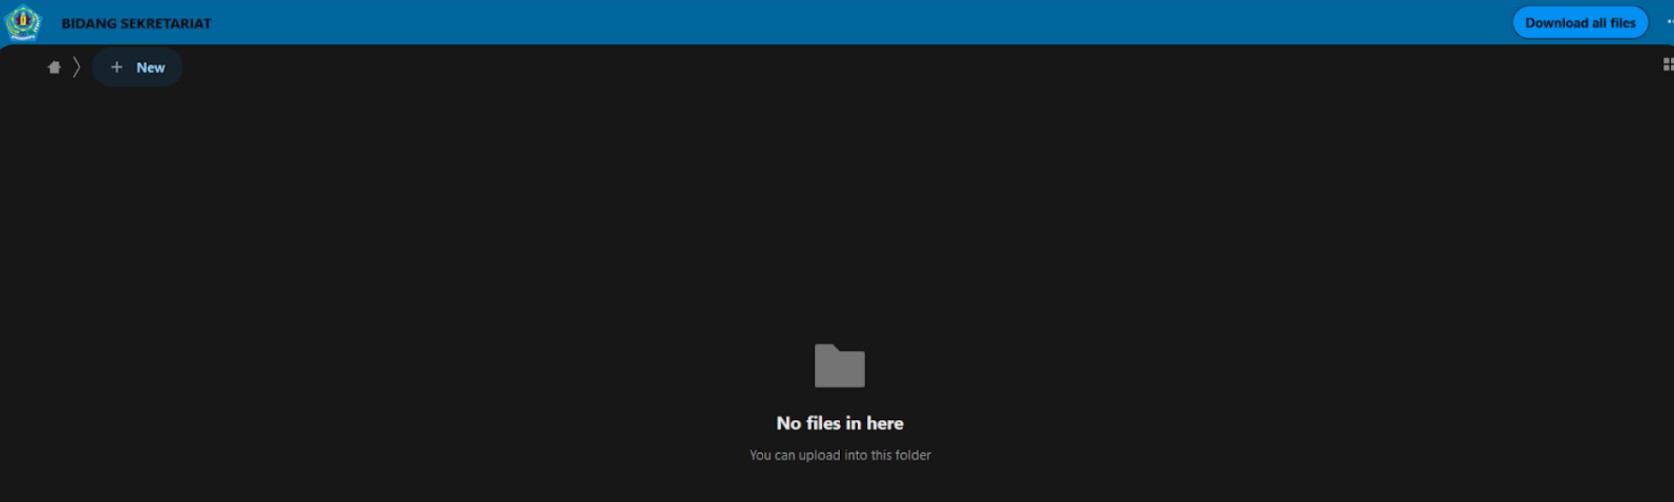 BIDANG SEKRETARIAT
Download all files
+ New
No files in here
You can upload into this folder